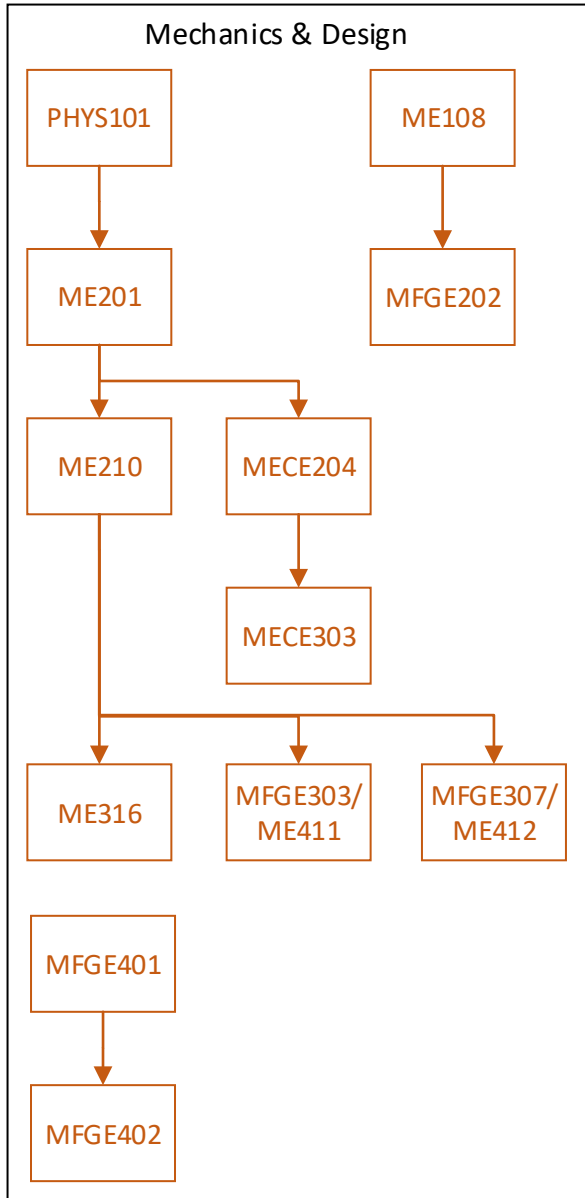 Mechanics & Design
PHYS101
ME108
ME201
MFGE202
ME210
MECE204
MECE303
ME316
MFGE303/
ME411
MFGE307/
ME412
MFGE401
MFGE402